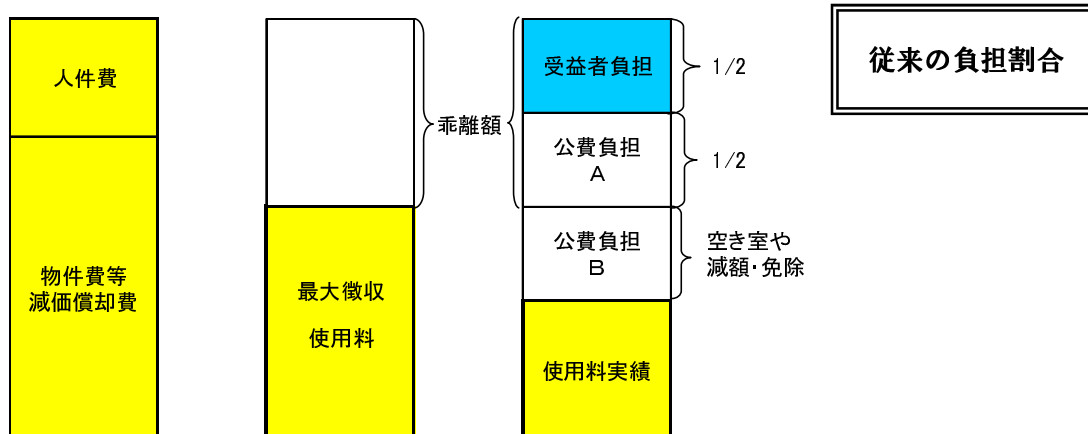 従来の負担割合
人件費
物件費等
減価償却費
最大徴収
使用料
乖離額
受益者負担
1/2
公費負担
A
1/2
公費負担
B
空き室や
減額・免除
使用料実績